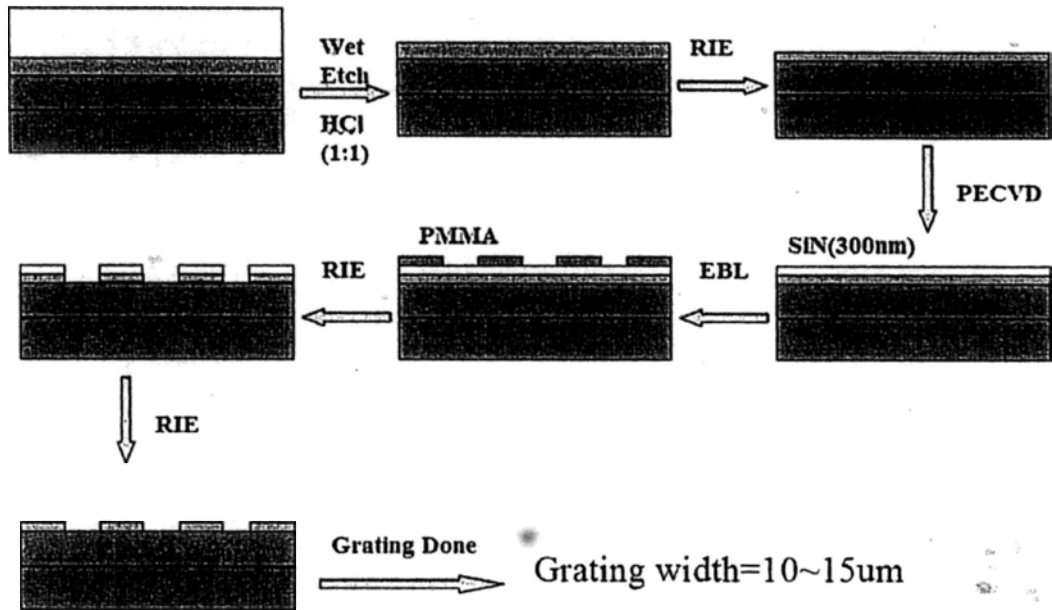 Wet
Etch
HCl
(1:1)
RIE
PECVD
SiN(300nm)
EBL
PMMA
RIE
RIE
Grating Done
Grating width=10~15um